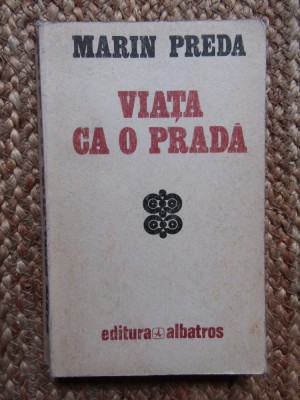 MARIN PREDA
VIAȚA
CA O PRADĂ
editura albatros